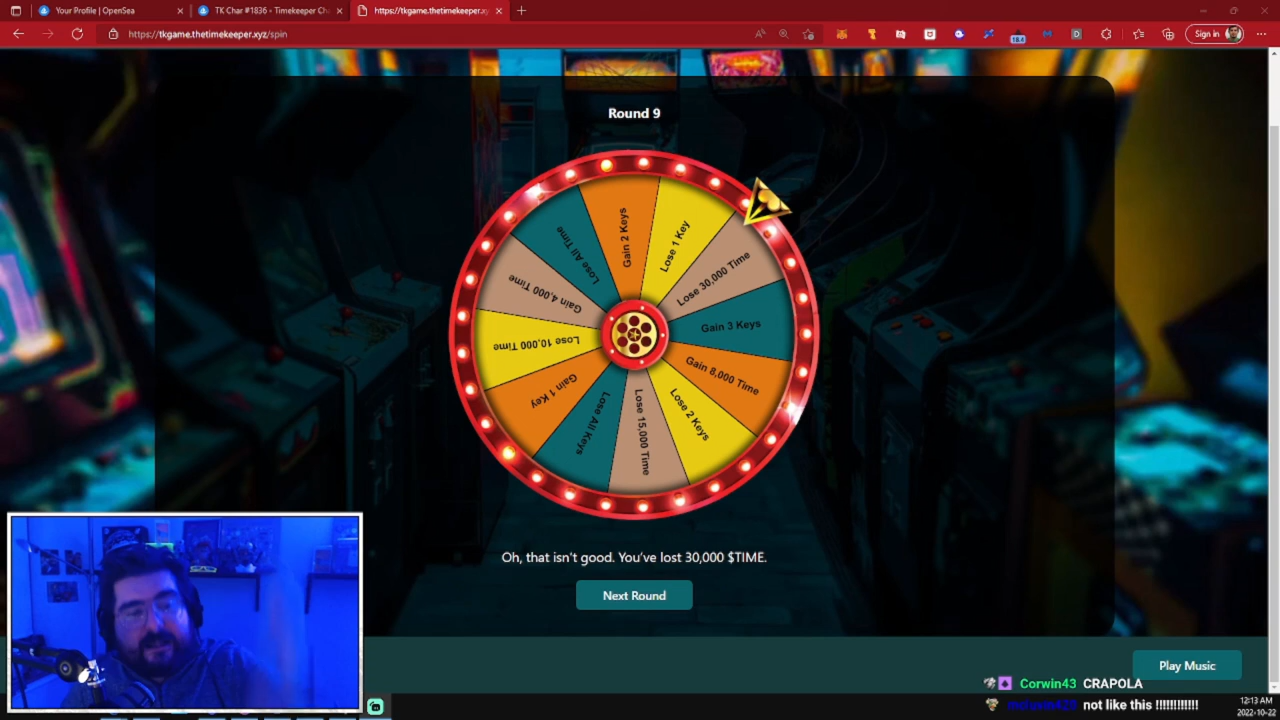 Your Profile | OpenSea
TK Char #1836 • Timekeeper Ch
https://tkgame.thetimekeeper.xy
https://tkgame.thetimekeeper.xyz/spin
Sign in
Round 9
Gain 2 Keys
Lose 1 Key
Lose 30,000 Time
Gain 3 Keys
Gain 8,000 Time
Lose 2 Keys
Lose 15,000 Time
Lose All Keys
Gain 1 Key
Lose 10,000 Time
Gain 4,000 Time
Lose All Time
Oh, that isn't good. You've lost 30,000 $TIME.
Next Round
Play Music
Corwin43 CRAPOLA
not like this !!!!!!!!!!!!
12:13 AM
2022-10-22